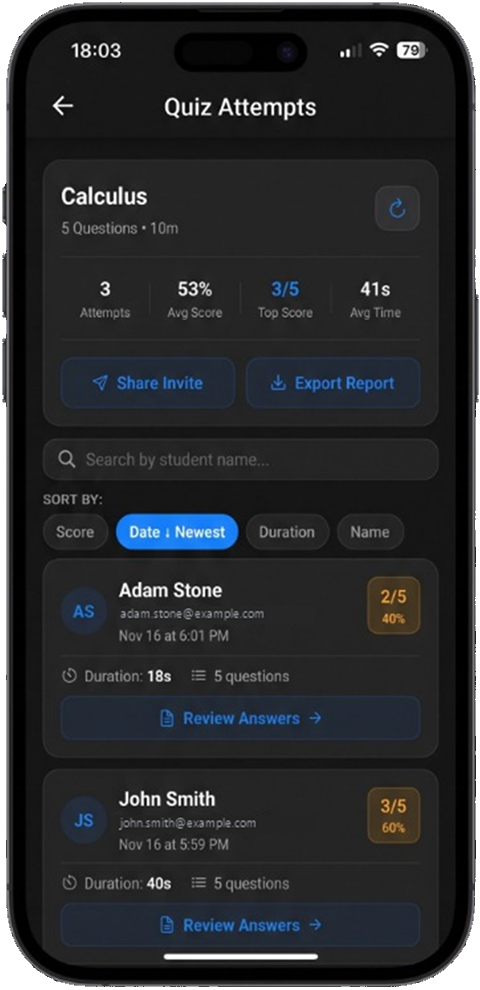 18:03
79
Quiz Attempts
Calculus
5 Questions • 10m
3 53% 3/5 41s
Attempts Avg Score Top Score Avg Time
Share Invite Export Report
Search by student name...
SORT BY:
Score Date ↓ Newest Duration Name
AS
Adam Stone
adam.stone@example.com
Nov 16 at 6:01 PM
2/5
40%
Duration: 18s 5 questions
Review Answers →
JS
John Smith
john.smith@example.com
Nov 16 at 5:59 PM
3/5
60%
Duration: 40s 5 questions
Review Answers →